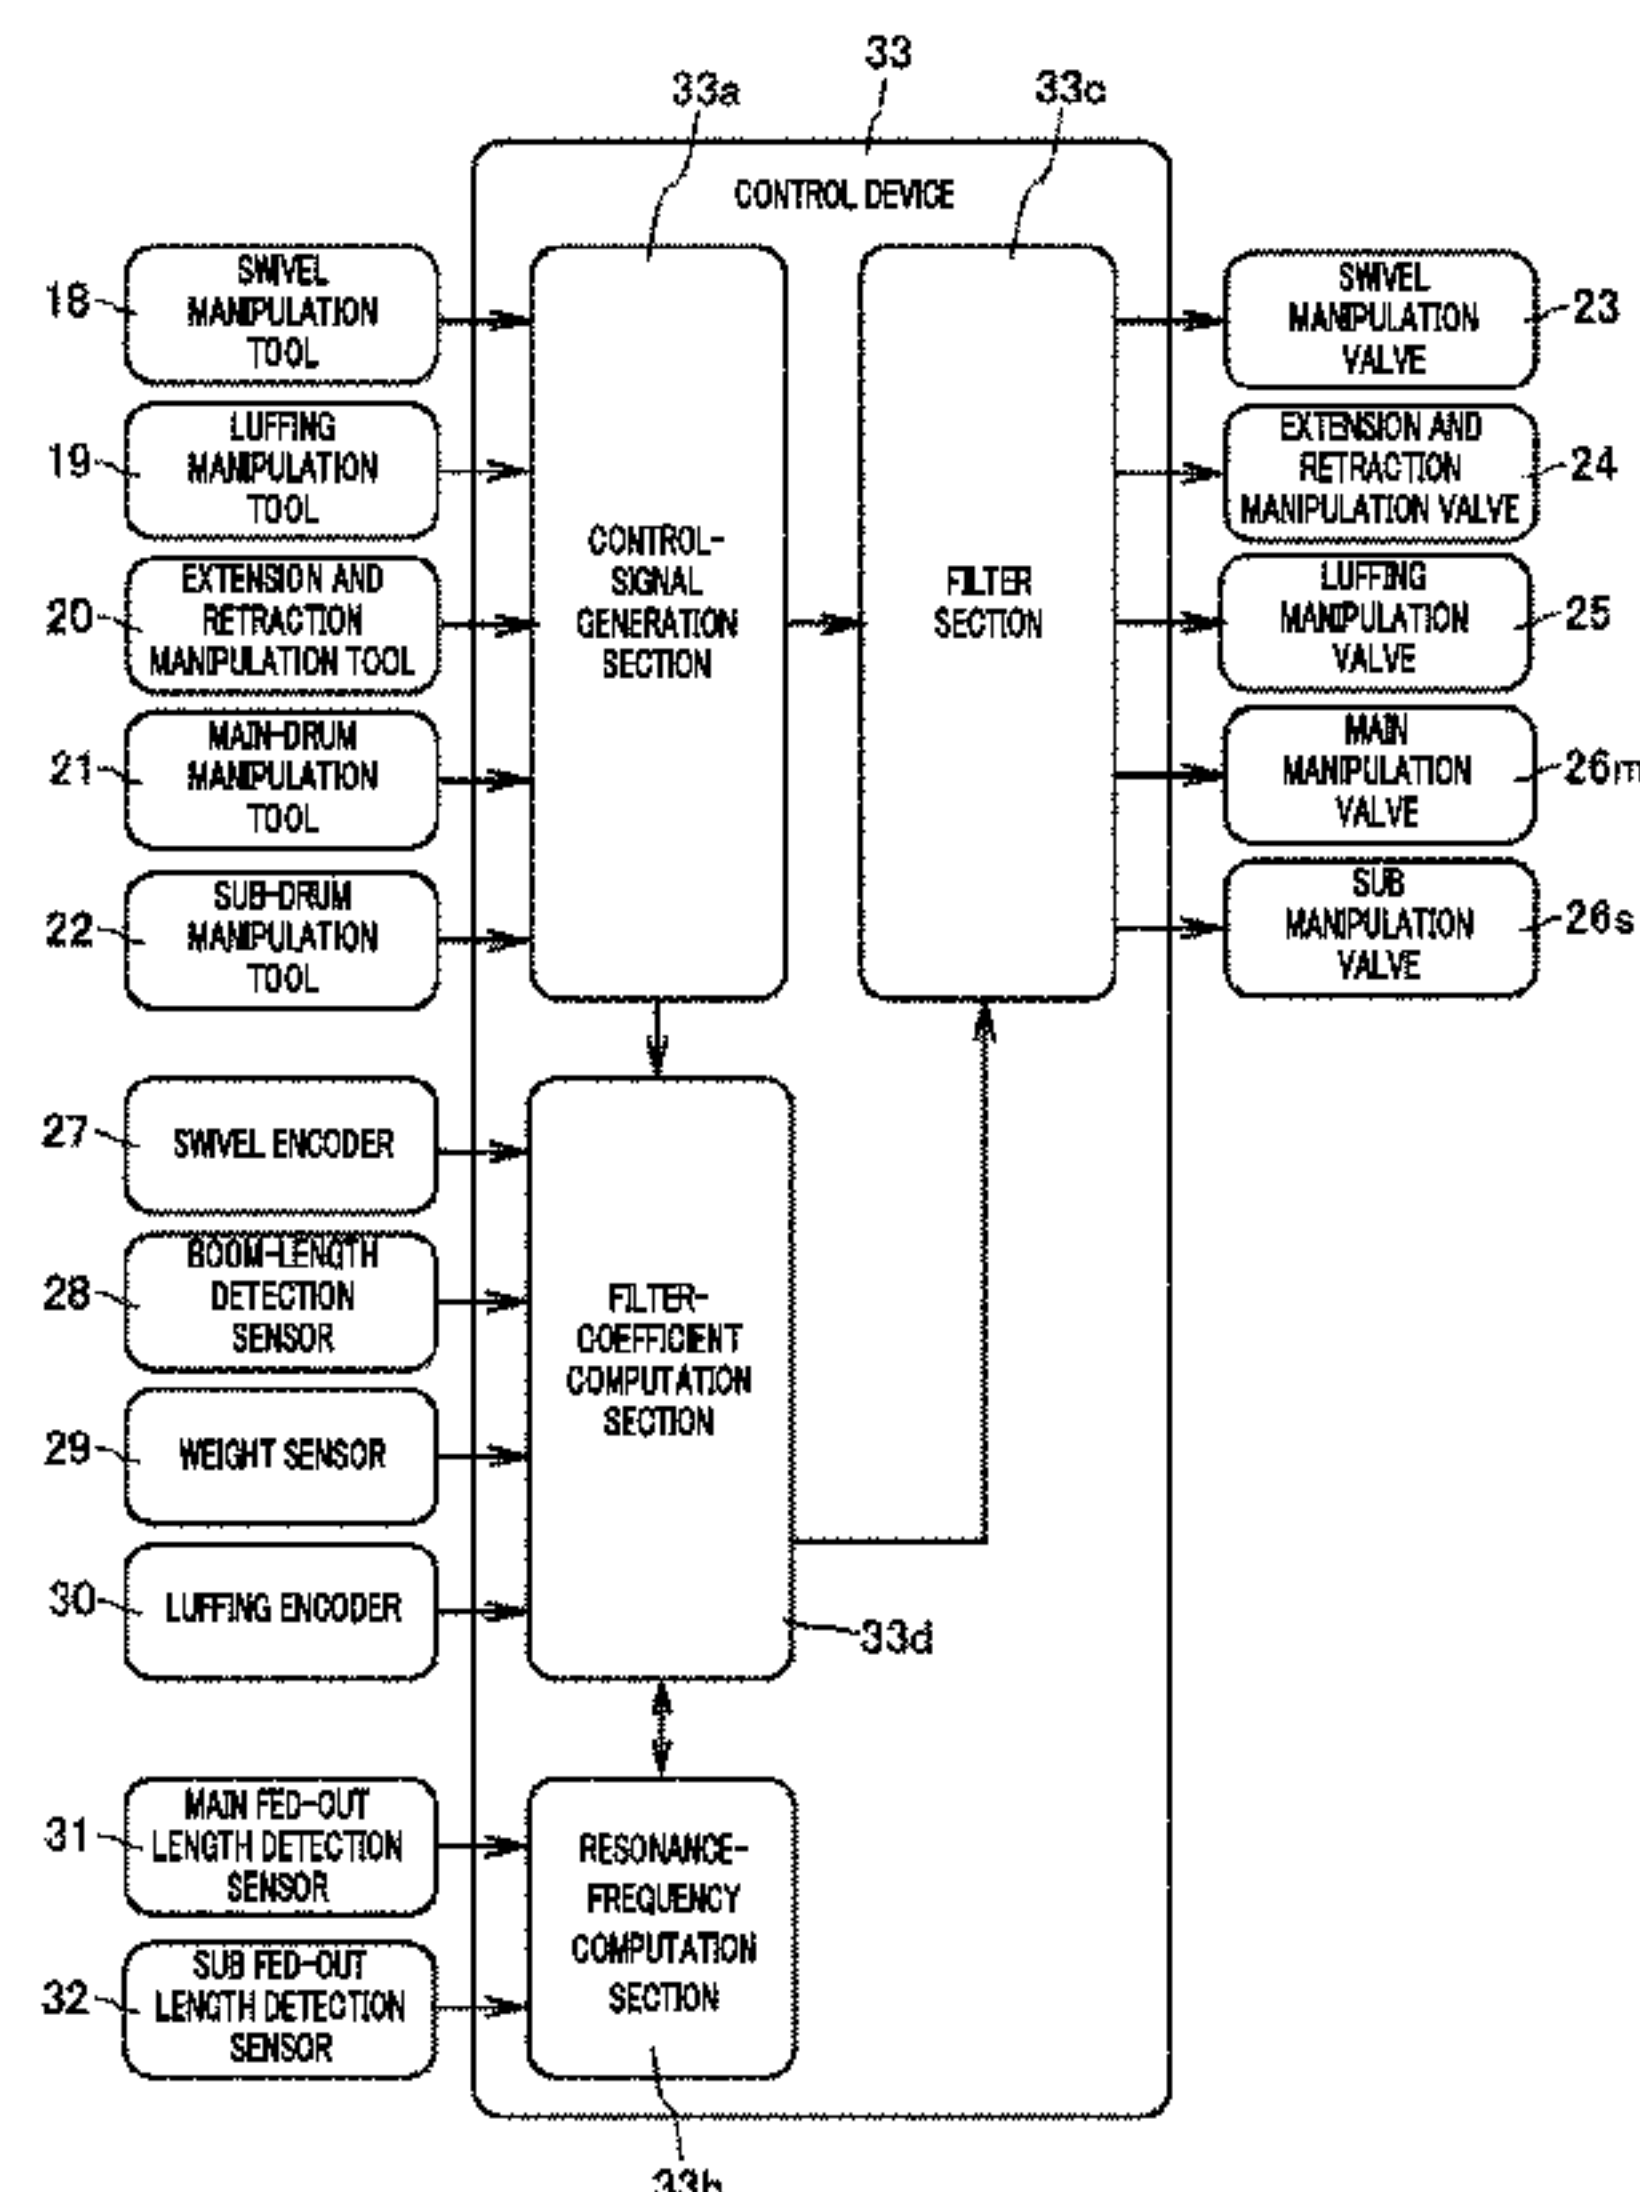 33
33a
33c
CONTROL DEVICE
18
SWIVEL
MANIPULATION
TOOL
19
LUFFING
MANIPULATION
TOOL
20
EXTENSION AND
RETRACTION
MANIPULATION TOOL
21
MAIN-DRUM
MANIPULATION
TOOL
22
SUB-DRUM
MANIPULATION
TOOL
CONTROL-
SIGNAL
GENERATION
SECTION
FILTER
SECTION
SWIVEL
MANIPULATION
VALVE
23
EXTENSION AND
RETRACTION
MANIPULATION VALVE
24
LUFFING
MANIPULATION
VALVE
25
MAIN
MANIPULATION
VALVE
26m
SUB
MANIPULATION
VALVE
26s
27
SWIVEL ENCODER
28
BOOM-LENGTH
DETECTION
SENSOR
29
WEIGHT SENSOR
30
LUFFING ENCODER
FILTER-
COEFFICIENT
COMPUTATION
SECTION
33d
31
MAIN FED-OUT
LENGTH DETECTION
SENSOR
32
SUB FED-OUT
LENGTH DETECTION
SENSOR
RESONANCE-
FREQUENCY
COMPUTATION
SECTION
33b